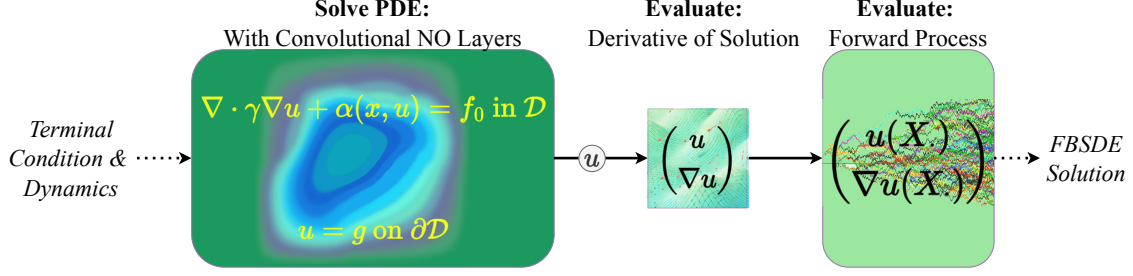 Solve PDE:
With Convolutional NO Layers
Evaluate:
Derivative of Solution
Evaluate:
Forward Process
Terminal
Condition &
Dynamics
∇ · γ∇u + α(x, u) = f₀ in 𝒟
u = g on ∂𝒟
u
(u
∇u)
(u(X.)
∇u(X.))
FBSDE
Solution